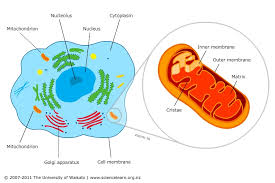 Nucleolus
Cytoplasm
Mitochondrion
Nucleus
Inner membrane
Outer membrane
Matrix
Cristae
Mitochondrion
Golgi apparatus
Cell membrane
© 2007-2011 The University of Waikato | www.sciencelearn.org.nz